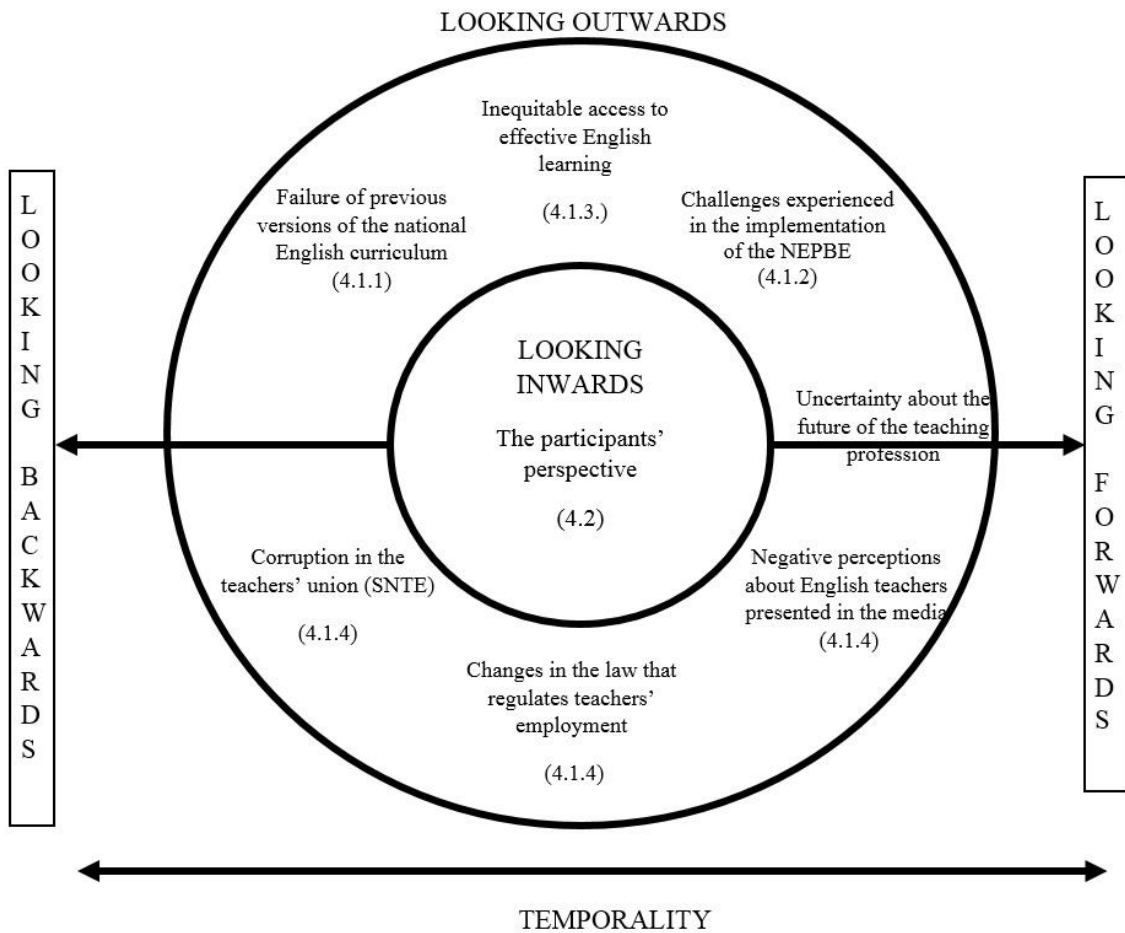 LOOKING OUTWARDS
Inequitable access to
effective English
learning
(4.1.3.)
Failure of previous
versions of the national
English curriculum
(4.1.1)
Challenges experienced
in the implementation
of the NEPBE
(4.1.2)
LOOKING BACKWARDS
LOOKING
INWARDS
The participants’
perspective
(4.2)
Uncertainty about the
future of the teaching
profession
LOOKING FORWARDS
Corruption in the
teachers’ union (SNTE)
(4.1.4)
Negative perceptions
about English teachers
presented in the media
(4.1.4)
Changes in the law that
regulates teachers’
employment
(4.1.4)
TEMPORALITY